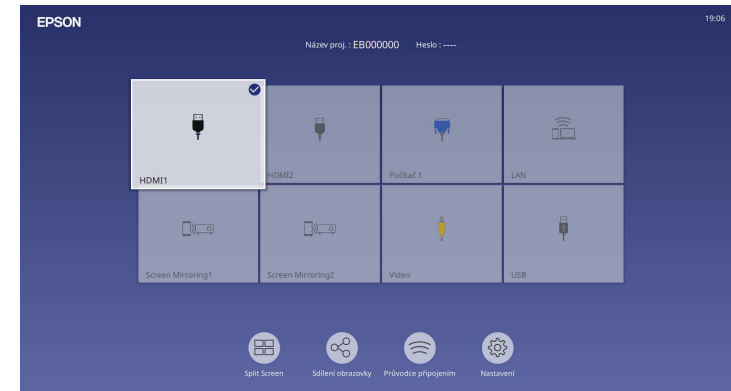 EPSON
19:06
Název proj. : EB000000 Heslo : ----
HDMI1
HDMI2
Počítač 1
LAN
Screen Mirroring1
Screen Mirroring2
Video
USB
Split Screen
Sdílení obrazovky
Průvodce připojením
Nastavení